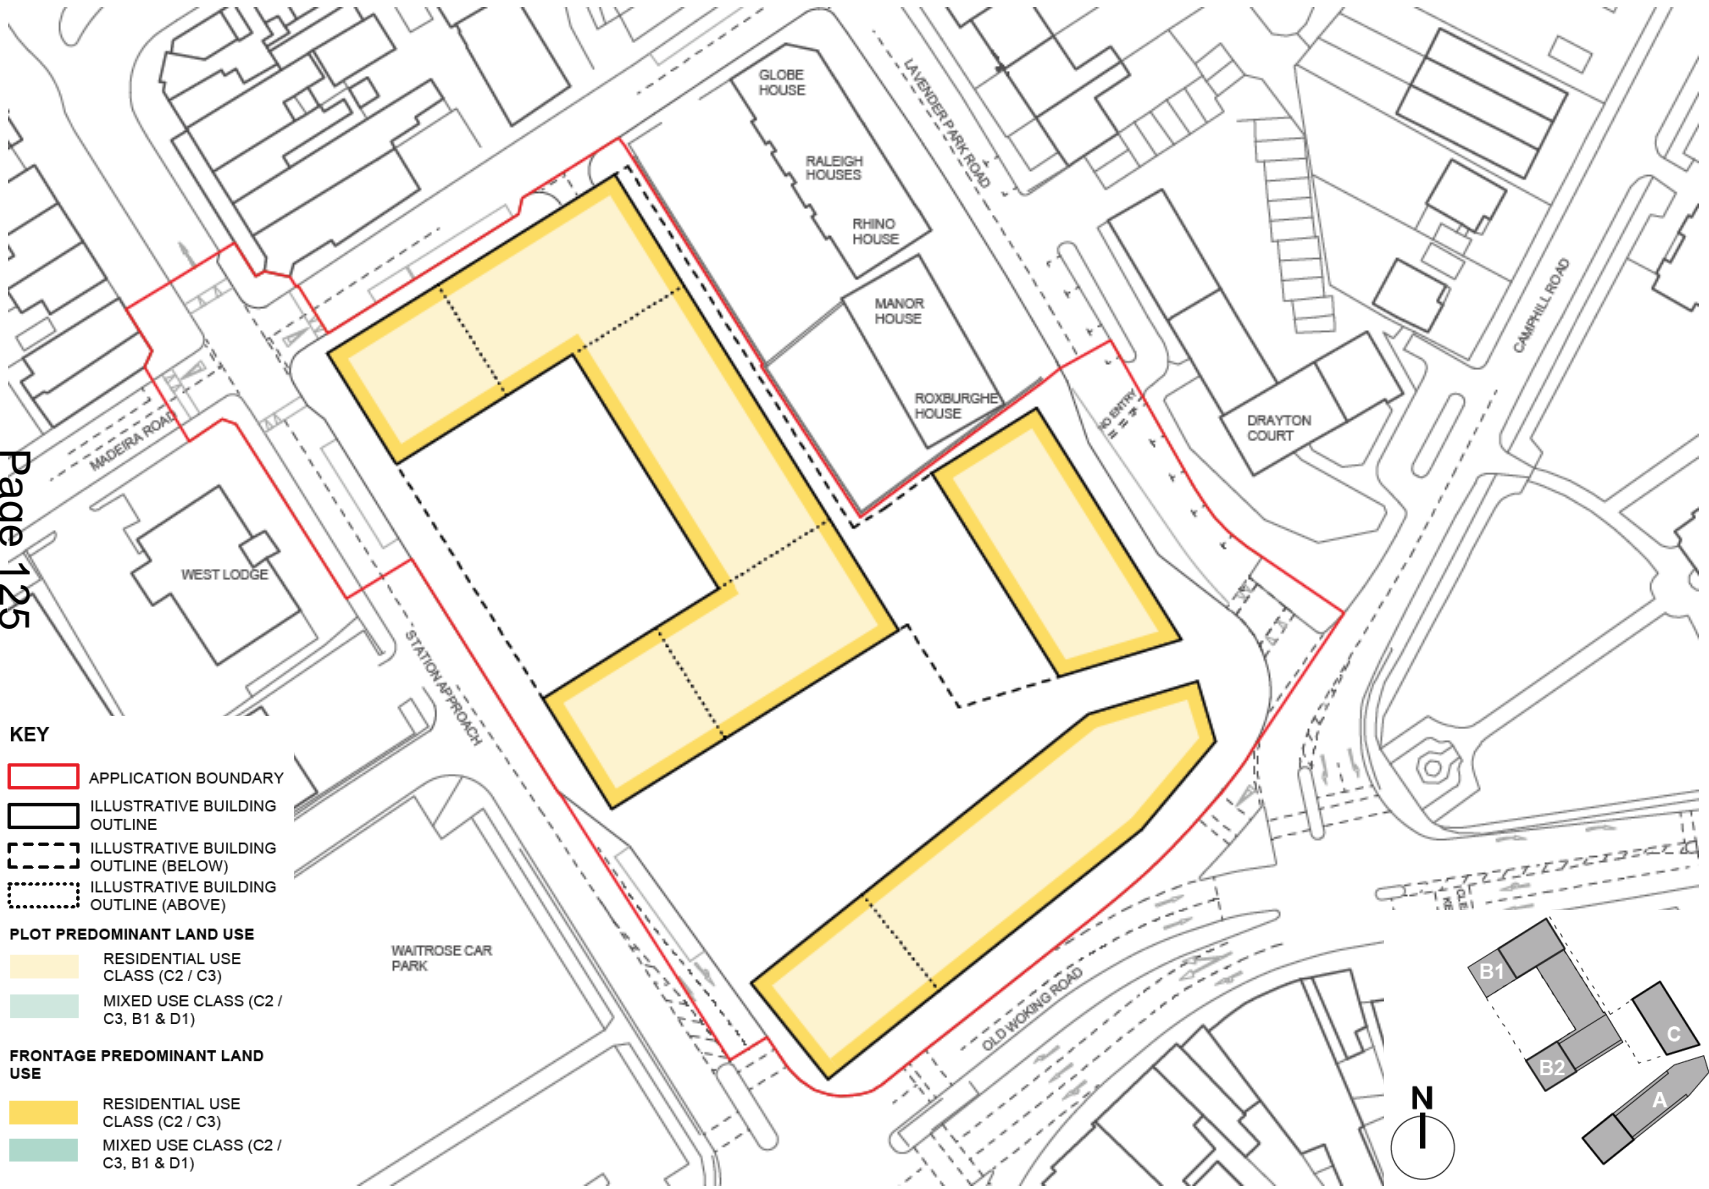 GLOBE
HOUSE
RALEIGH
HOUSES
RHINO
HOUSE
MANOR
HOUSE
ROXBURGHE
HOUSE
LAVENDER PARK ROAD
CAMPHILL ROAD
NO ENTRY
DRAYTON
COURT
MADEIRA ROAD
WEST LODGE
STATION APPROACH
Page 125
WAITROSE CAR
PARK
OLD WOKING ROAD
KEY
APPLICATION BOUNDARY
ILLUSTRATIVE BUILDING
OUTLINE
ILLUSTRATIVE BUILDING
OUTLINE (BELOW)
ILLUSTRATIVE BUILDING
OUTLINE (ABOVE)
PLOT PREDOMINANT LAND USE
RESIDENTIAL USE
CLASS (C2 / C3)
MIXED USE CLASS (C2 /
C3, B1 & D1)
FRONTAGE PREDOMINANT LAND
USE
RESIDENTIAL USE
CLASS (C2 / C3)
MIXED USE CLASS (C2 /
C3, B1 & D1)
B1
B2
C
A
N